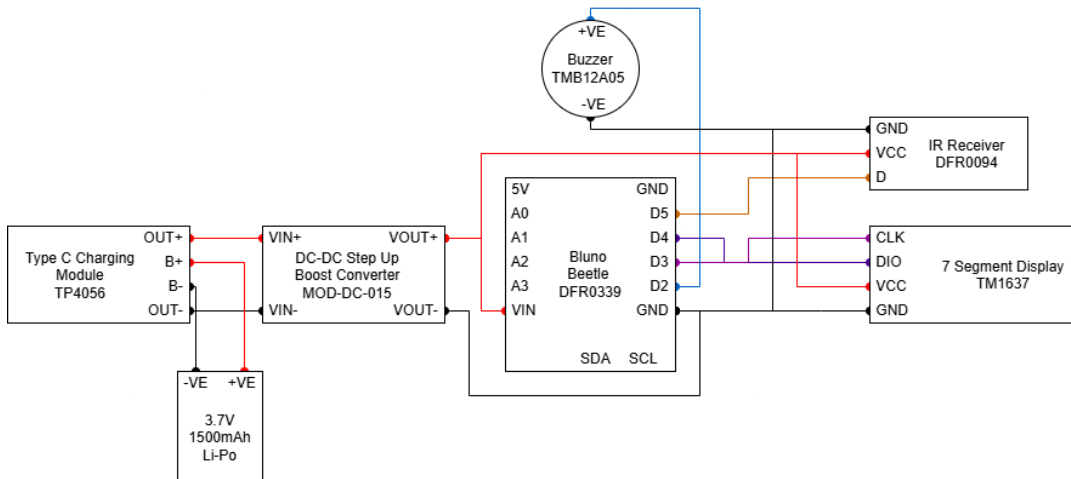 +VE
Buzzer
TMB12A05
-VE
GND
VCC
D
IR Receiver
DFR0094
5V
A0
A1
A2
A3
VIN
Bluno
Beetle
DFR0339
GND
D5
D4
D3
D2
GND
SDA SCL
Type C Charging
Module
TP4056
OUT+
B+
B-
OUT-
VIN+
VIN-
DC-DC Step Up
Boost Converter
MOD-DC-015
VOUT+
VOUT-
CLK
DIO
VCC
GND
7 Segment Display
TM1637
-VE +VE
3.7V
1500mAh
Li-Po